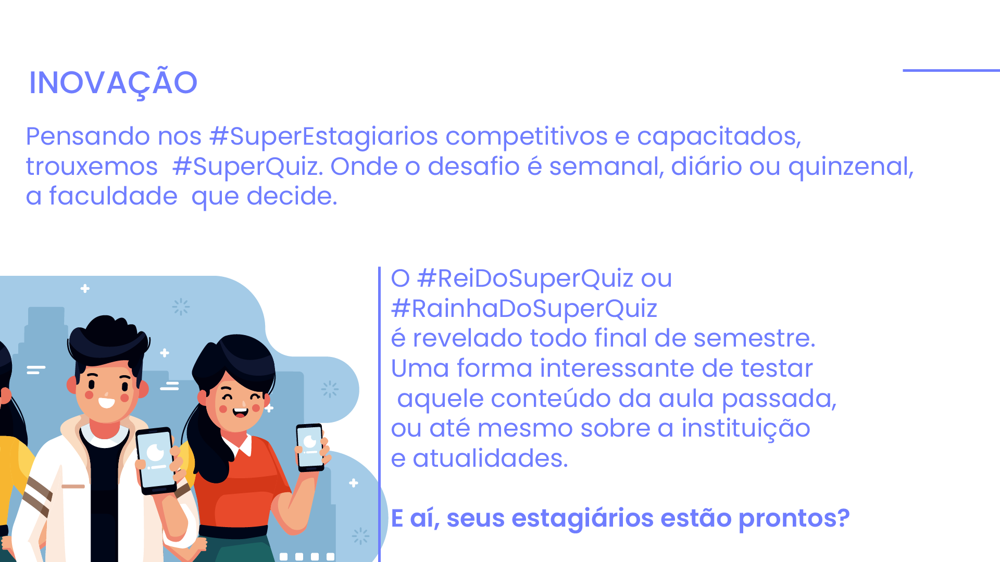 INOVAÇÃO
Pensando nos #SuperEstagiarios competitivos e capacitados,
trouxemos  #SuperQuiz. Onde o desafio é semanal, diário ou quinzenal,
a faculdade  que decide.
O #ReiDoSuperQuiz ou
#RainhaDoSuperQuiz
é revelado todo final de semestre.
Uma forma interessante de testar
aquele conteúdo da aula passada,
ou até mesmo sobre a instituição
e atualidades.
E aí, seus estagiários estão prontos?